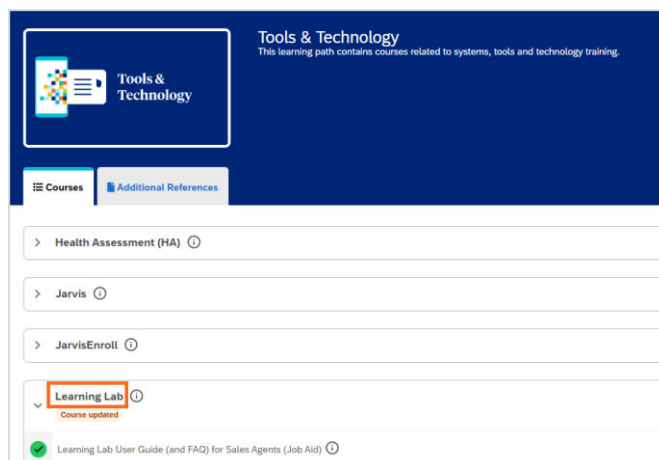 Tools & Technology
This learning path contains courses related to systems, tools and technology training.
Tools &
Technology
Courses
Additional References
Health Assessment (HA)
Jarvis
JarvisEnroll
Learning Lab
Course updated
Learning Lab User Guide (and FAQ) for Sales Agents (Job Aid)